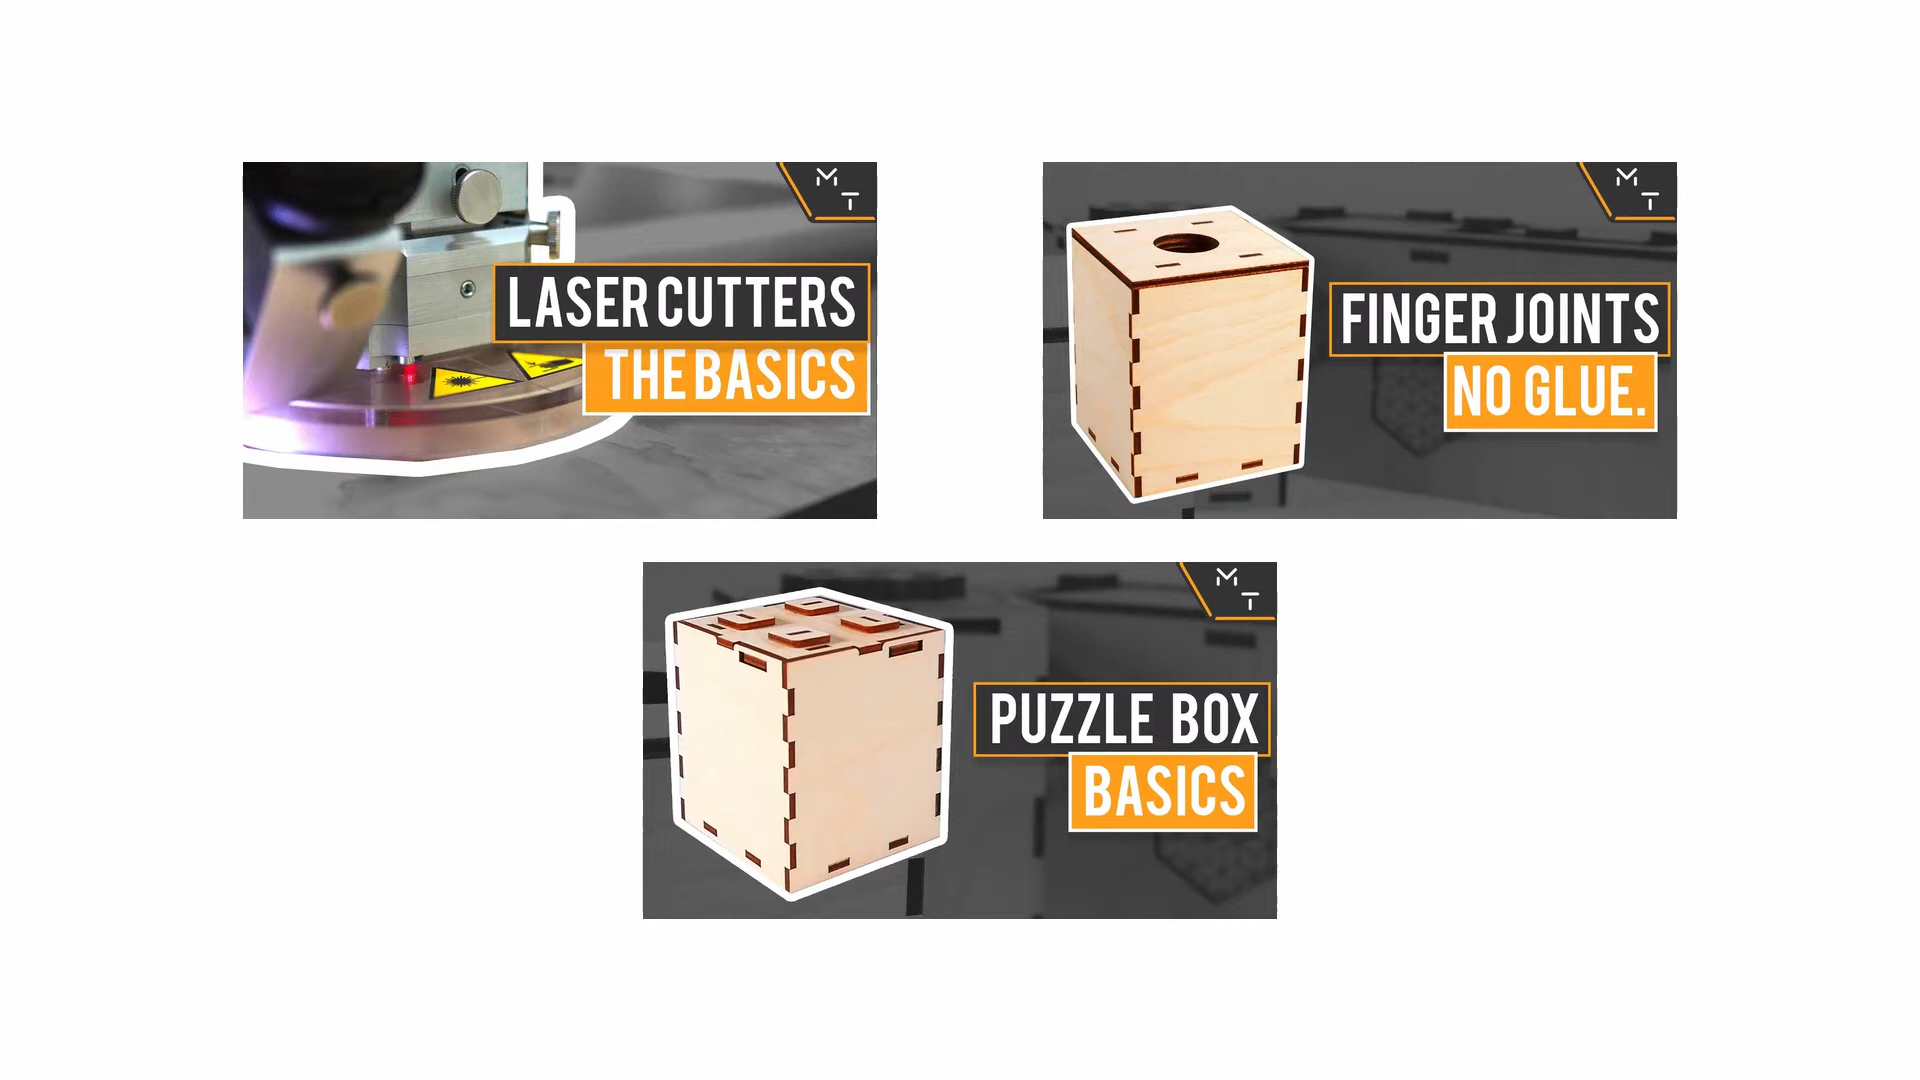 M
T
LASER CUTTERS
THE BASICS
M
T
FINGER JOINTS
NO GLUE.
M
T
PUZZLE BOX
BASICS